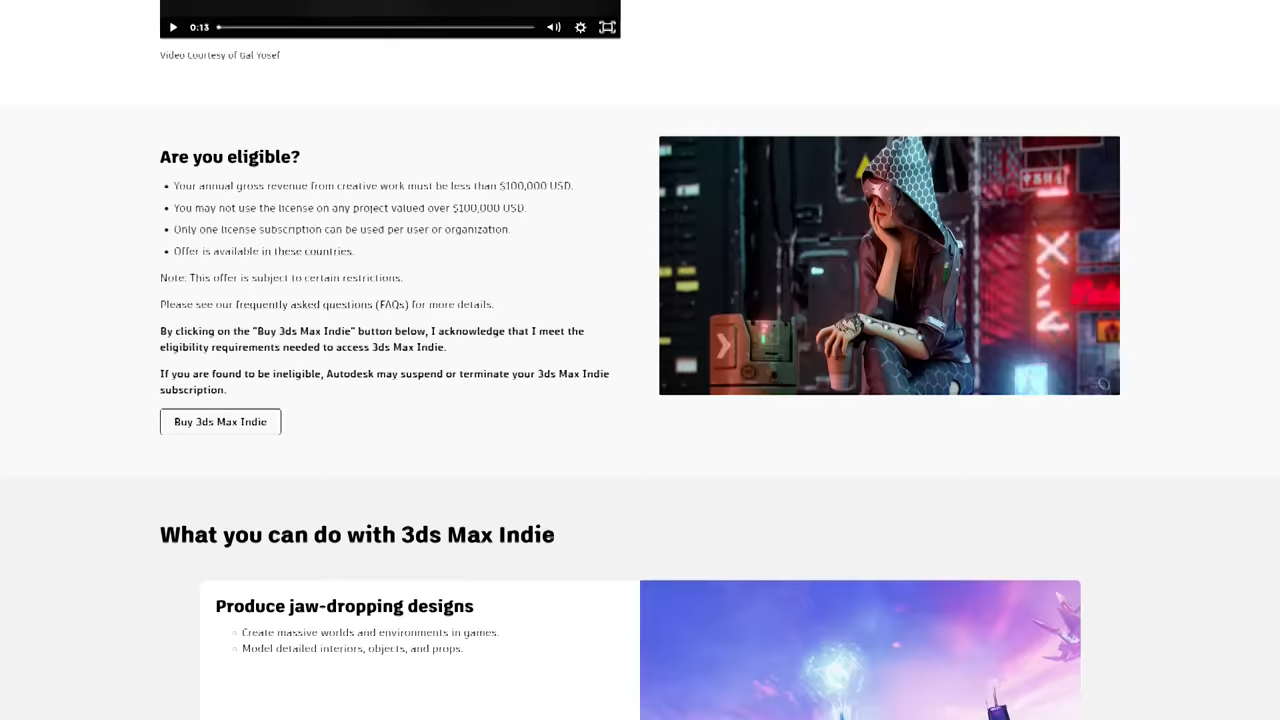 0:13
Video Courtesy of Gal Yosef
Are you eligible?
• Your annual gross revenue from creative work must be less than $100,000 USD.
• You may not use the license on any project valued over $100,000 USD.
• Only one license subscription can be used per user or organization.
• Offer is available in these countries.
Note: This offer is subject to certain restrictions.
Please see our frequently asked questions (FAQs) for more details.
By clicking on the "Buy 3ds Max Indie" button below, I acknowledge that I meet the
eligibility requirements needed to access 3ds Max Indie.
If you are found to be ineligible, Autodesk may suspend or terminate your 3ds Max Indie
subscription.
Buy 3ds Max Indie
What you can do with 3ds Max Indie
Produce jaw-dropping designs
○ Create massive worlds and environments in games.
○ Model detailed interiors, objects, and props.